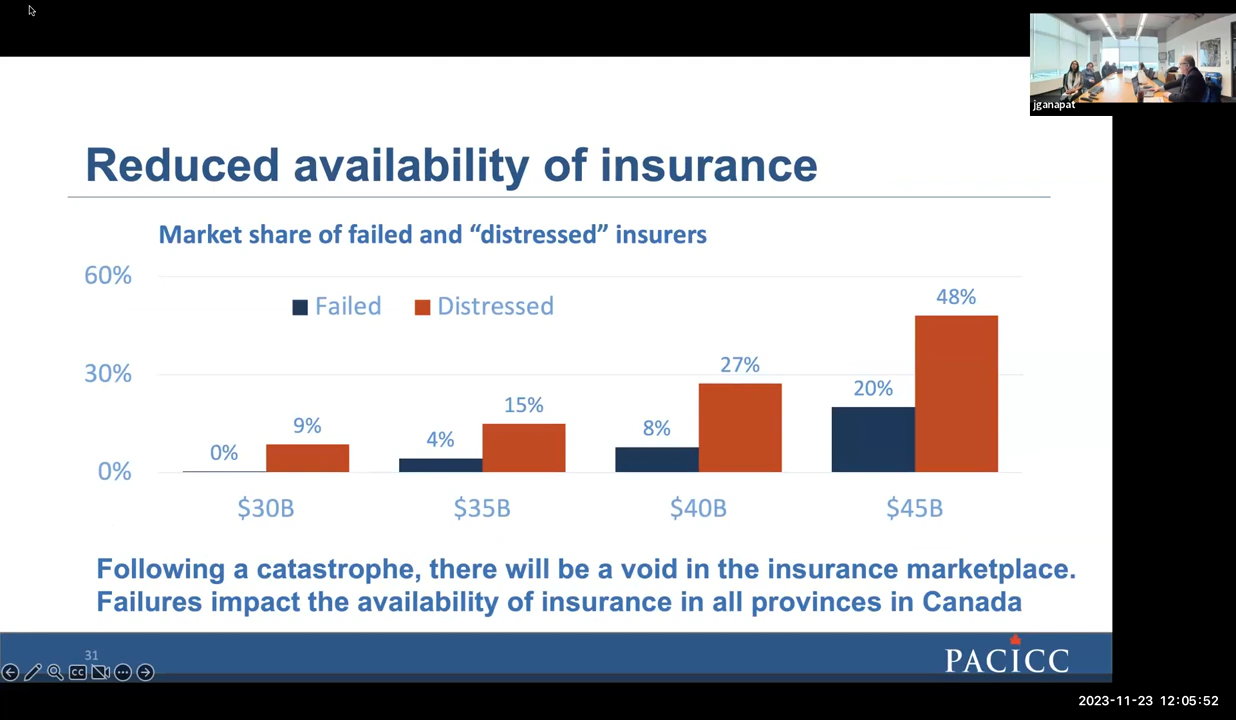 jganapat
Reduced availability of insurance
Market share of failed and “distressed” insurers
60%
30%
0%
Failed
Distressed
0%
9%
4%
15%
8%
27%
20%
48%
$30B
$35B
$40B
$45B
Following a catastrophe, there will be a void in the insurance marketplace.
Failures impact the availability of insurance in all provinces in Canada
31
CC
PACICC
2023-11-23 12:05:52